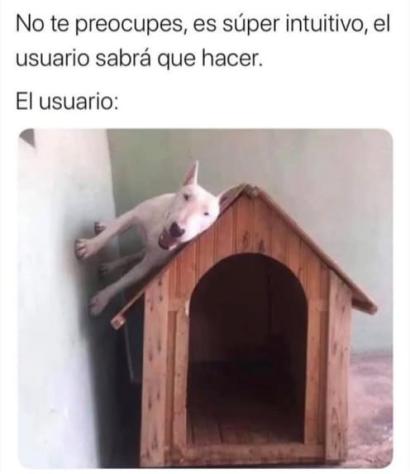 No te preocupes, es súper intuitivo, el
usuario sabrá que hacer.
El usuario: